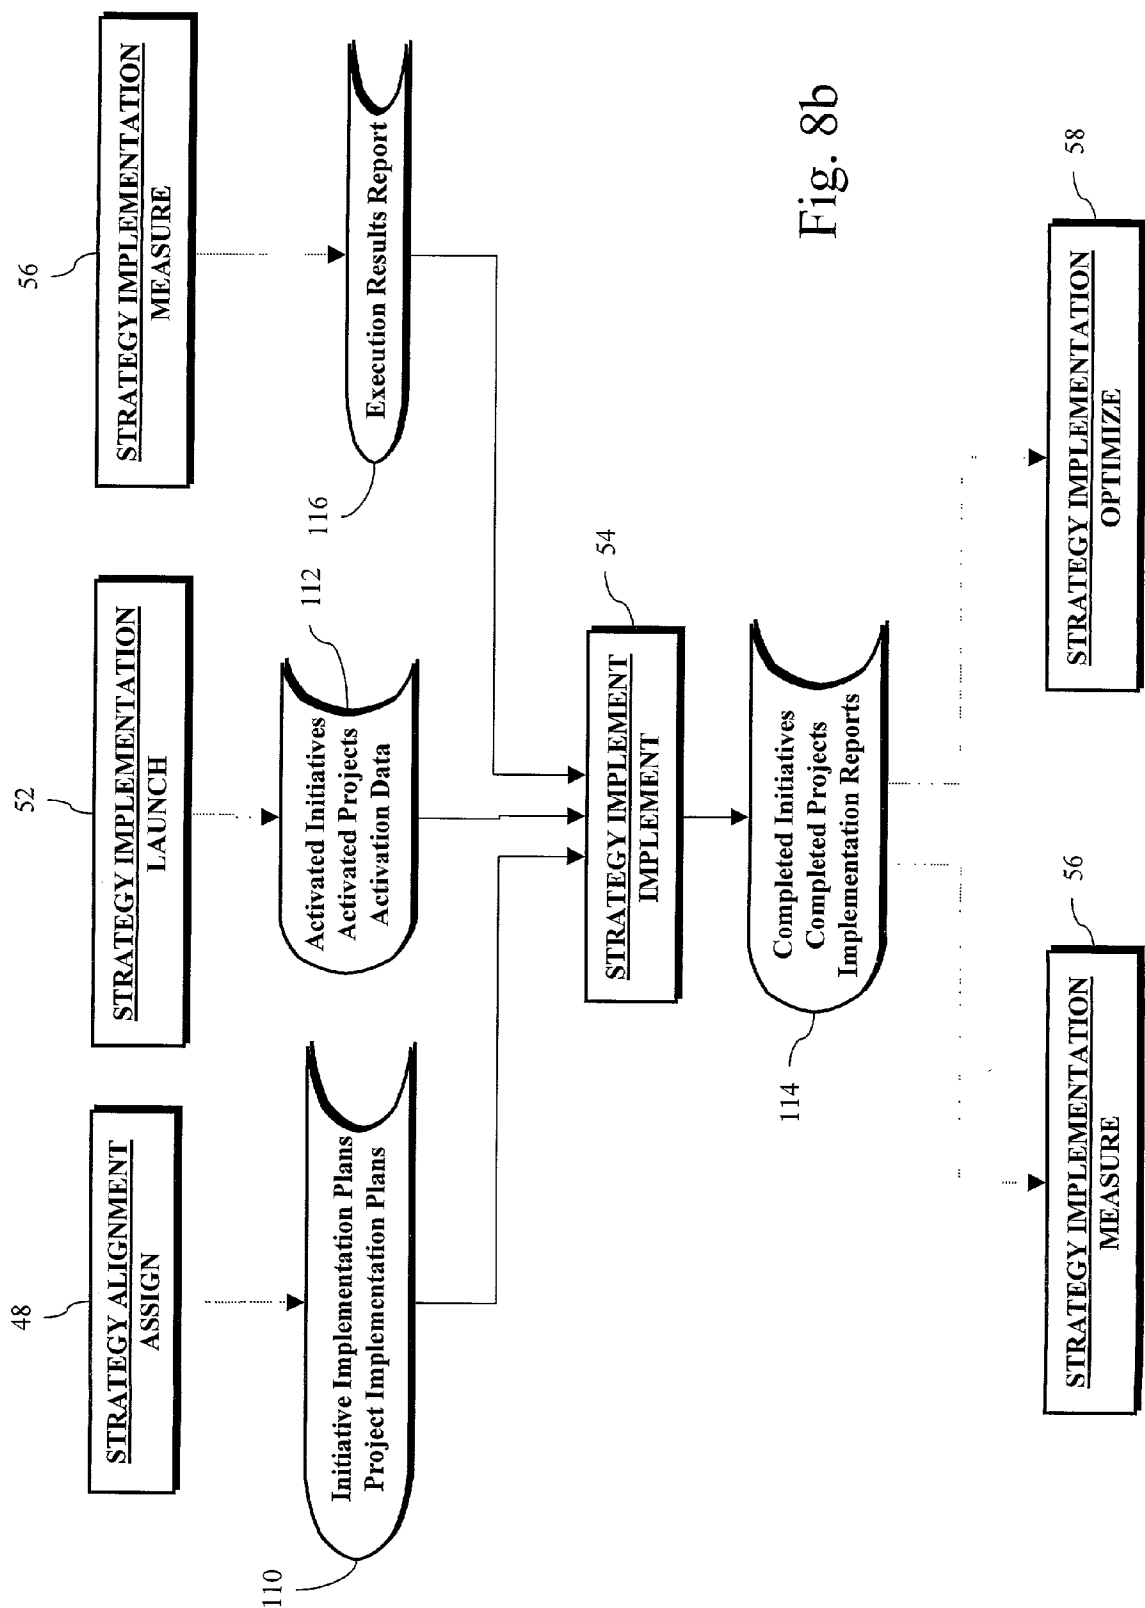 48
STRATEGY ALIGNMENT
ASSIGN
52
STRATEGY IMPLEMENTATION
LAUNCH
56
STRATEGY IMPLEMENTATION
MEASURE
110
Initiative Implementation Plans
Project Implementation Plans
112
Activated Initiatives
Activated Projects
Activation Data
116
Execution Results Report
54
STRATEGY IMPLEMENT
IMPLEMENT
114
Completed Initiatives
Completed Projects
Implementation Reports
Fig. 8b
56
STRATEGY IMPLEMENTATION
MEASURE
58
STRATEGY IMPLEMENTATION
OPTIMIZE